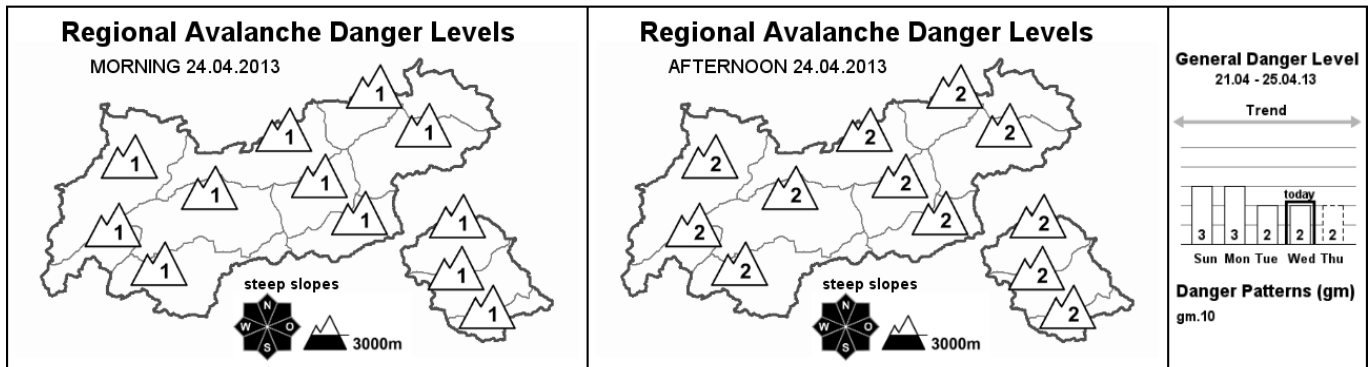 Regional Avalanche Danger Levels
MORNING 24.04.2013
1
1
1
1
1
1
1
1
1
1
1
1
steep slopes
N
W O
S
3000m
Regional Avalanche Danger Levels
AFTERNOON 24.04.2013
2
2
2
2
2
2
2
2
2
2
2
2
steep slopes
N
W O
S
3000m
General Danger Level
21.04 - 25.04.13
Trend
today
3 3 2 2 2
Sun Mon Tue Wed Thu
Danger Patterns (gm)
gm.10